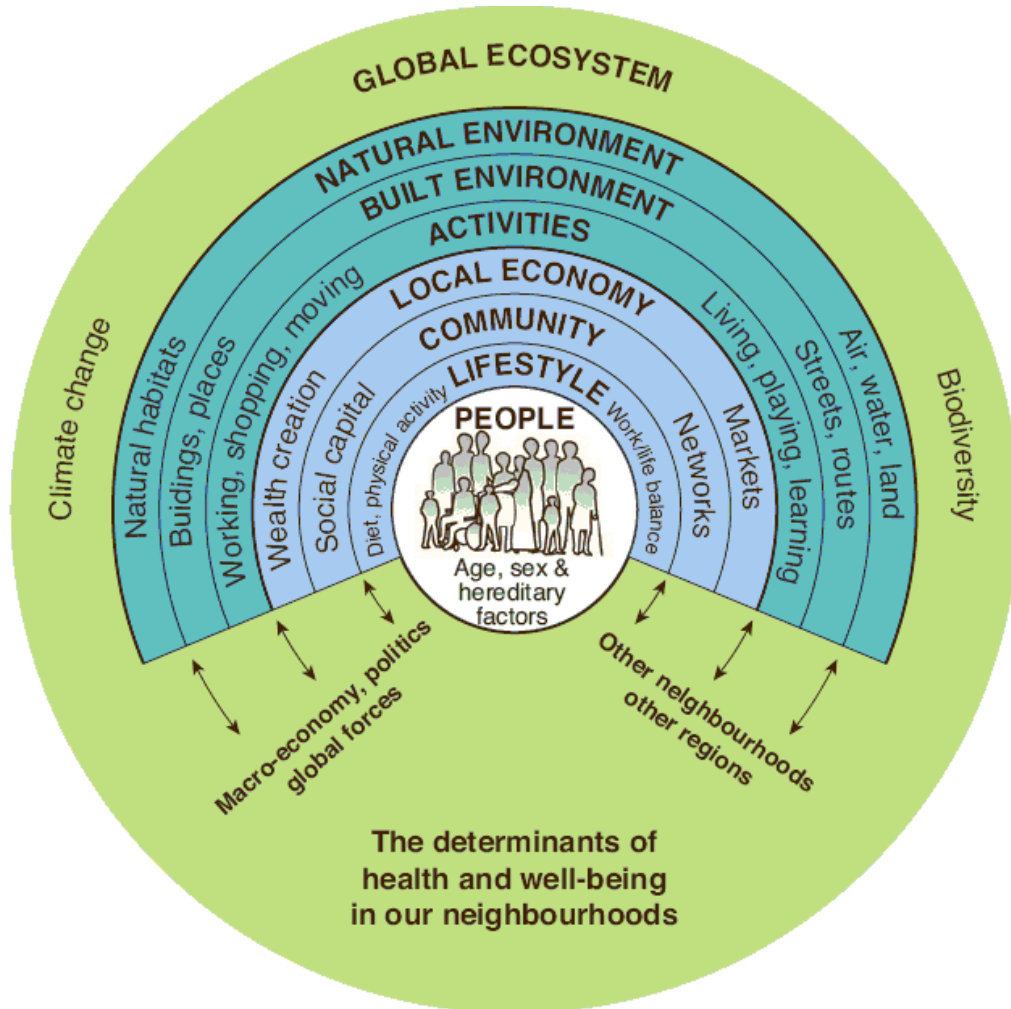 GLOBAL ECOSYSTEM
NATURAL ENVIRONMENT
BUILT ENVIRONMENT
ACTIVITIES
LOCAL ECONOMY
COMMUNITY
LIFESTYLE
PEOPLE
Age, sex &
hereditary
factors
Climate change
Natural habitats
Buidings, places
Working, shopping, moving
Wealth creation
Social capital
Diet, physical activity
Work/life balance
Networks
Markets
Living, playing, learning
Streets, routes
Air, water, land
Biodiversity
Macro-economy, politics
global forces
Other neighbourhoods
other regions
The determinants of
health and well-being
in our neighbourhoods